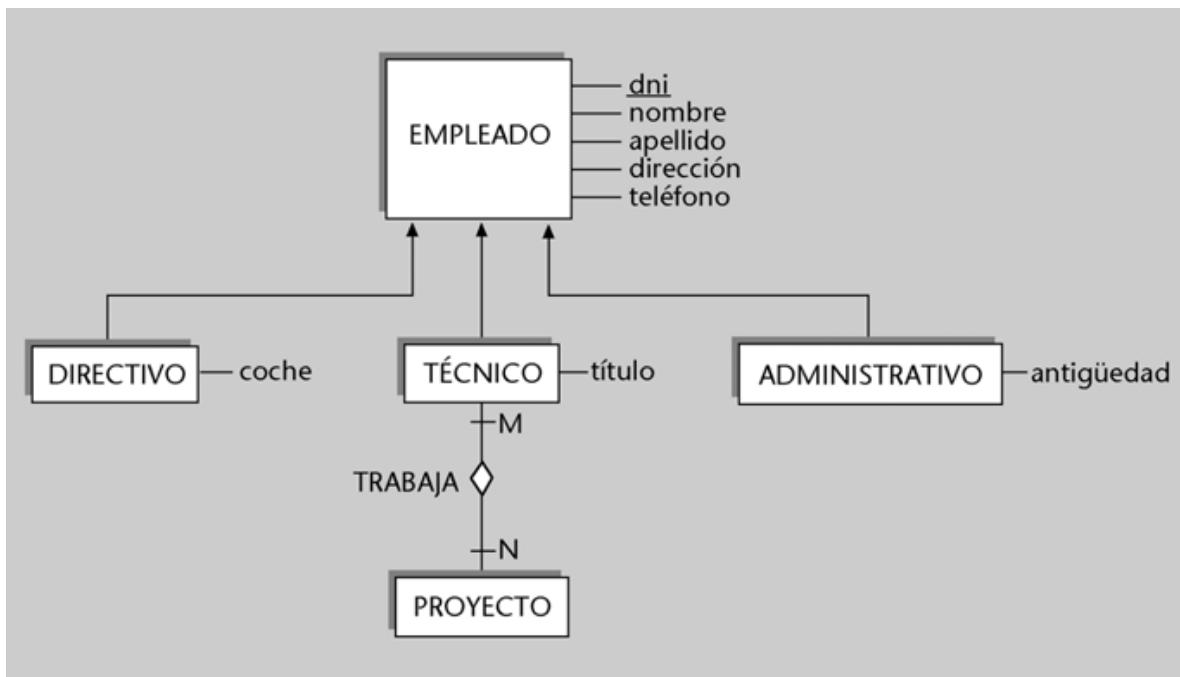 EMPLEADO
dni
nombre
apellido
dirección
teléfono
DIRECTIVO
coche
TÉCNICO
título
ADMINISTRATIVO
antigüedad
M
TRABAJA
N
PROYECTO